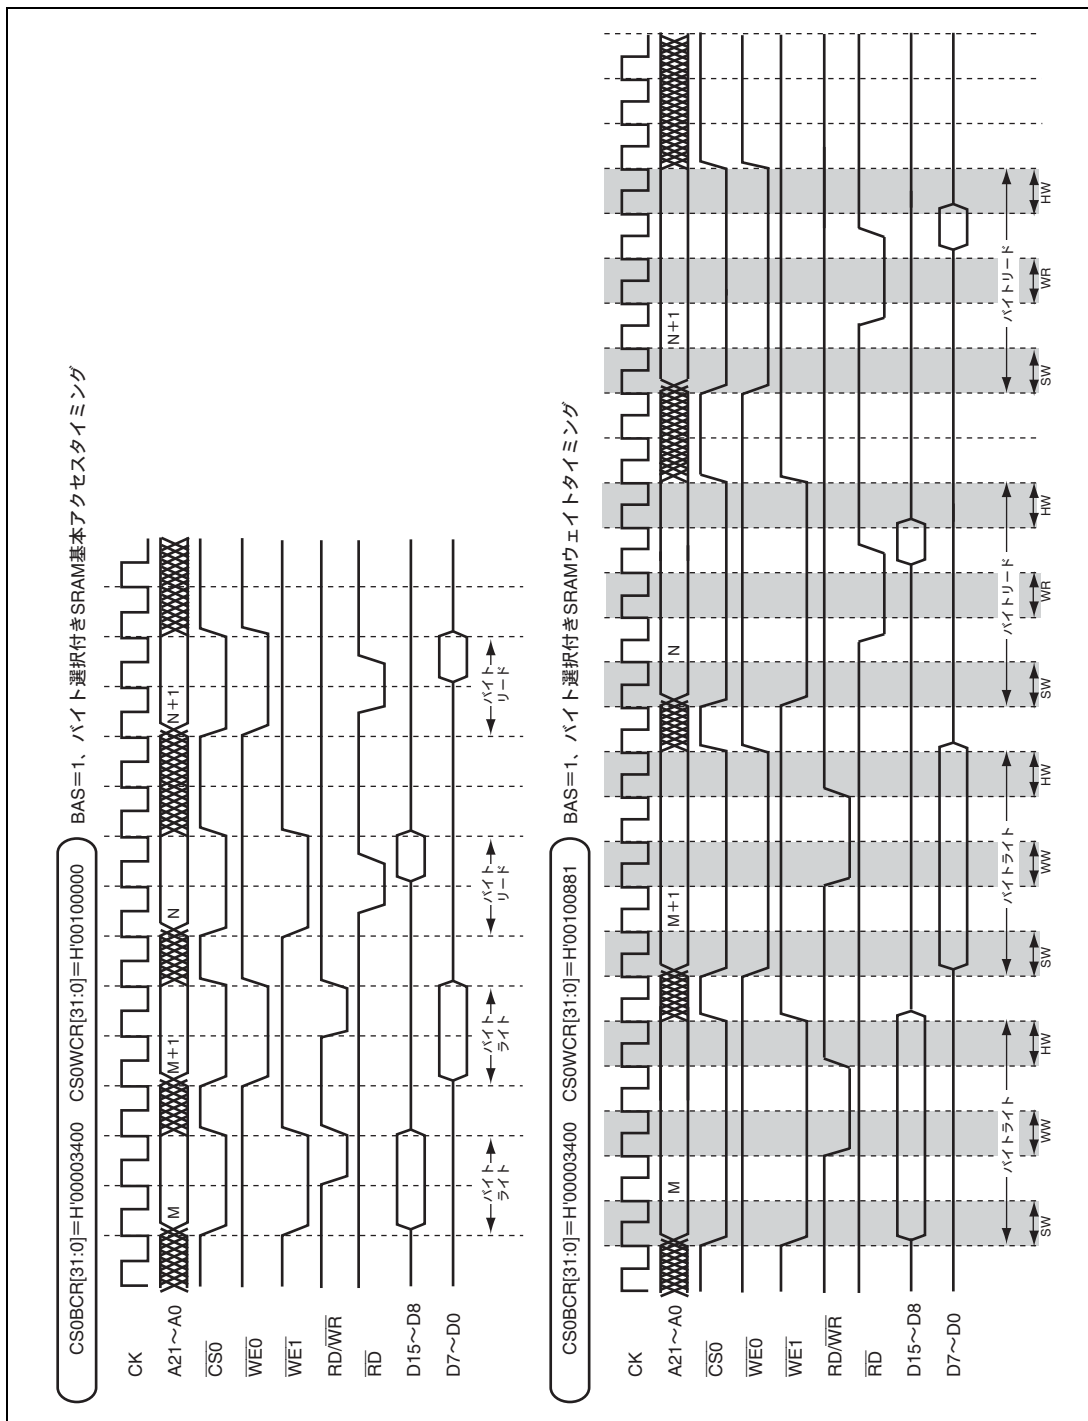 CS0BCR[31:0]＝H'00003400　CS0WCR[31:0]＝H'00100000　BAS＝1、バイト選択付きSRAM基本アクセスタイミング
CK
A21～A0　M　M＋1　N　N＋1
CS0
WE0
WE1
RD/WR
RD
D15～D8
D7～D0
バイト　バイト　バイト　バイト
ライト　ライト　リード　リード
CS0BCR[31:0]＝H'00003400　CS0WCR[31:0]＝H'00100881　BAS＝1、バイト選択付きSRAMウェイトタイミング
CK
A21～A0　M　M＋1　N　N＋1
CS0
WE0
WE1
RD/WR
RD
D15～D8
D7～D0
バイトライト　バイトライト　バイトリード　バイトリード
SW　WW　HW　SW　WW　HW　SW　WR　HW　SW　WR　HW